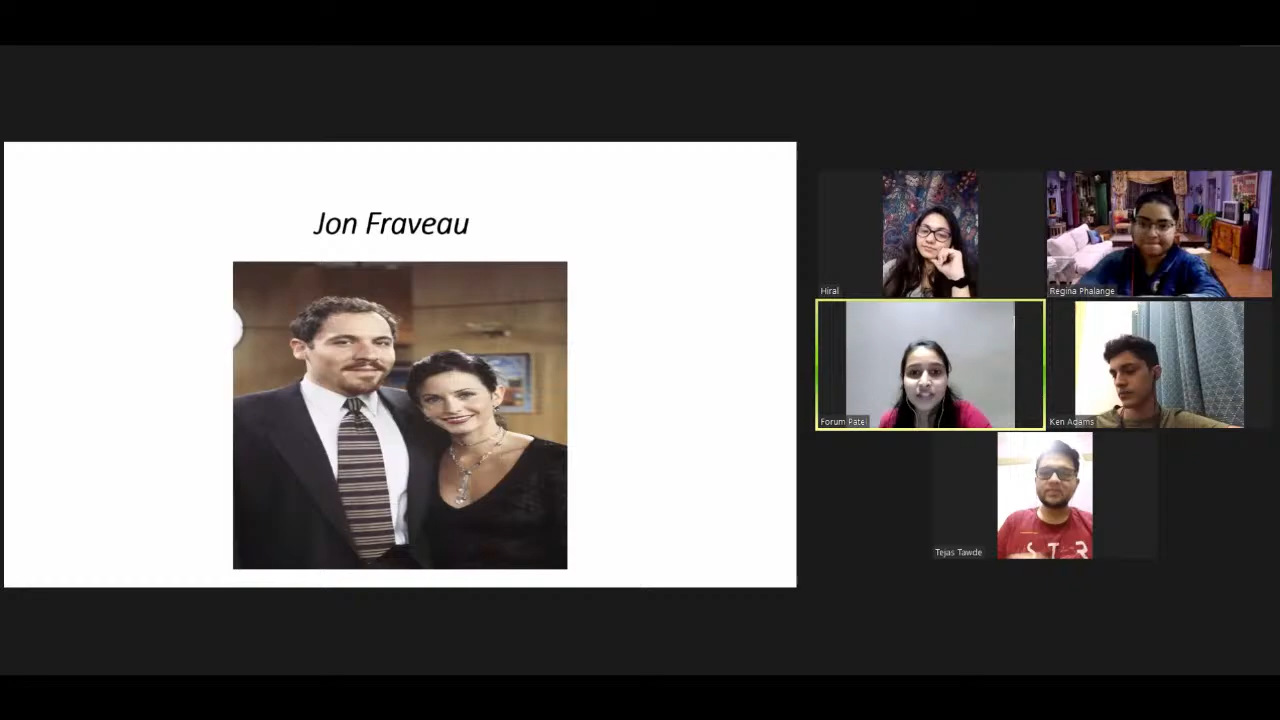 Jon Fraveau
Hiral
Regina Phalange
Forum Patel
Ken Adams
Tejas Tawde
S T R